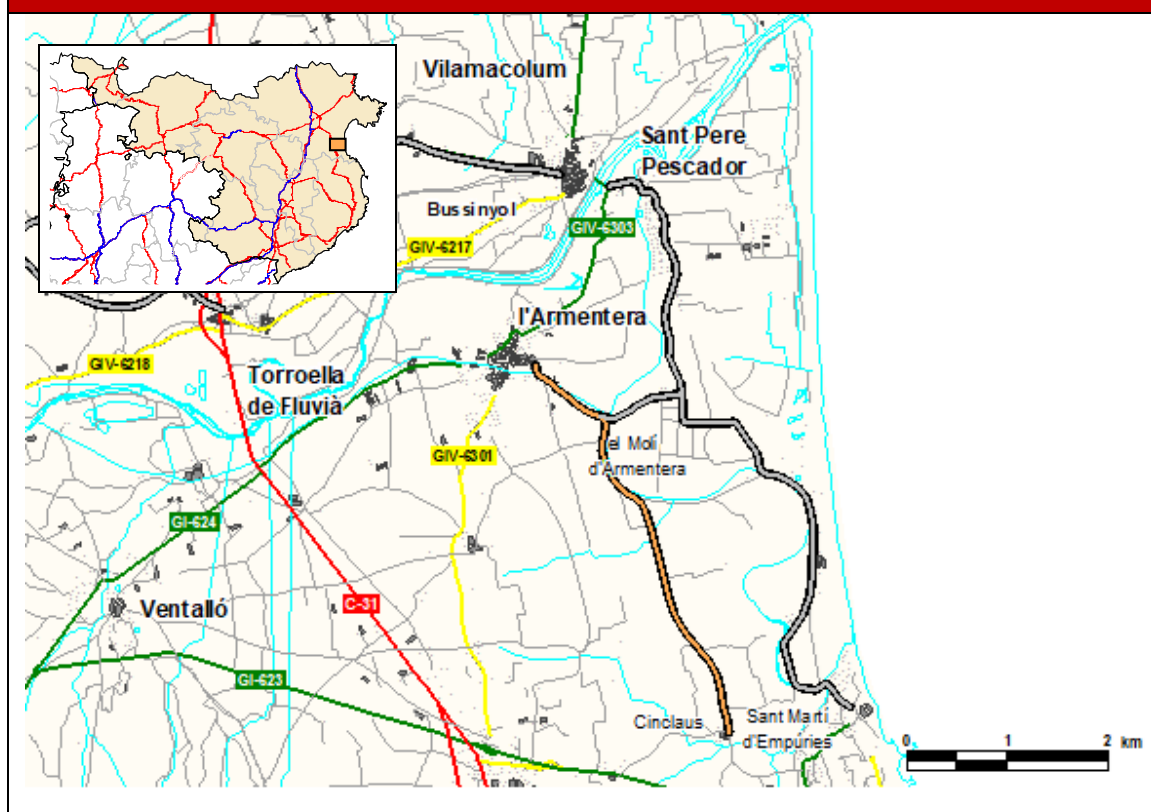 Vilamacolum
Sant Pere
Pescador
Bussinyol
GIV-6303
GIV-6217
l'Armentera
GIV-6218
Torroella
de Fluvià
el Molí
d'Armentera
GIV-6301
GI-624
C-31
Ventalló
GI-623
Cinclaus
Sant Martí
d'Empúries
0 1 2 km